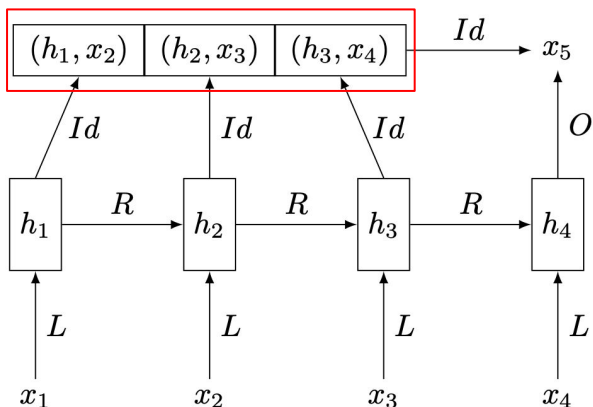 (h₁, x₂) (h₂, x₃) (h₃, x₄) Id x₅
Id Id Id O
h₁ R h₂ R h₃ R h₄
L L L L
x₁ x₂ x₃ x₄